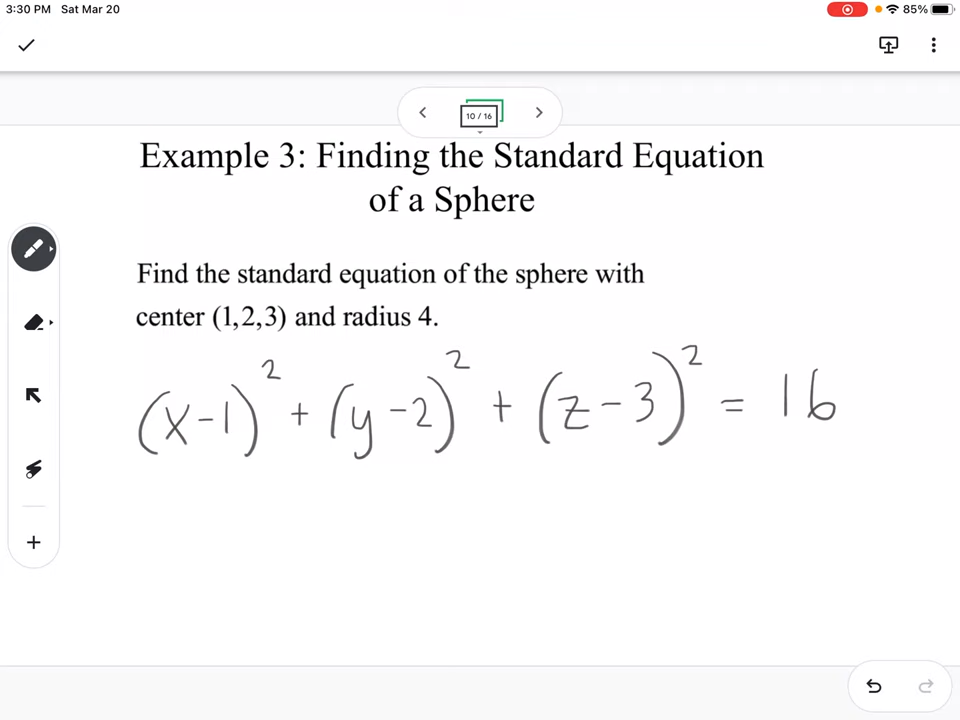 3:30 PM Sat Mar 20
85%
10 / 16
Example 3: Finding the Standard Equation
of a Sphere
Find the standard equation of the sphere with
center (1,2,3) and radius 4.
(x-1)² + (y-2)² + (z-3)² = 16